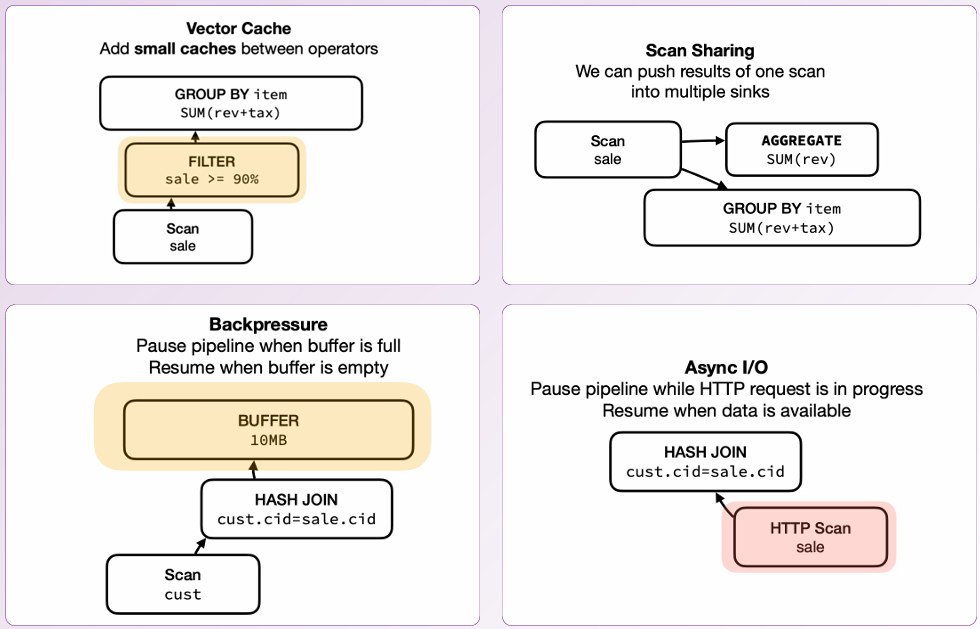 Vector Cache
Add small caches between operators
GROUP BY item
SUM(rev+tax)
FILTER
sale >= 90%
Scan
sale
Scan Sharing
We can push results of one scan
into multiple sinks
Scan
sale
AGGREGATE
SUM(rev)
GROUP BY item
SUM(rev+tax)
Backpressure
Pause pipeline when buffer is full
Resume when buffer is empty
BUFFER
10MB
HASH JOIN
cust.cid=sale.cid
Scan
cust
Async I/O
Pause pipeline while HTTP request is in progress
Resume when data is available
HASH JOIN
cust.cid=sale.cid
HTTP Scan
sale